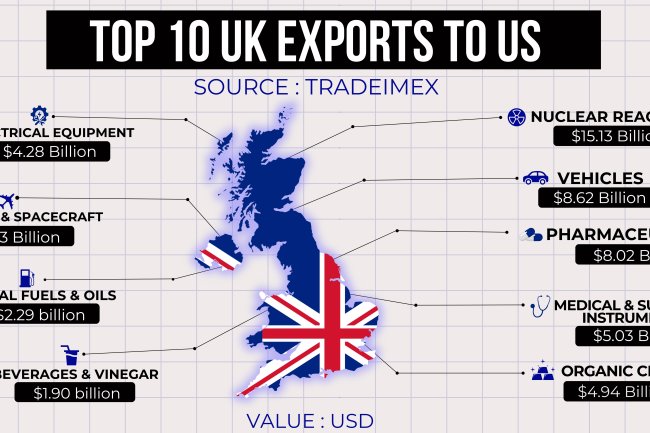 TOP 10 UK EXPORTS TO US
SOURCE : TRADEIMEX
CTRICAL EQUIPMENT
$4.28 Billion
& SPACECRAFT
3 Billion
AL FUELS & OILS
$2.29 billion
BEVERAGES & VINEGAR
$1.90 billion
NUCLEAR REAC
$15.13 Billio
VEHICLES
$8.62 Billion
PHARMACEU
$8.02 B
MEDICAL & SU
INSTRUM
$5.03 B
ORGANIC C
$4.94 Bill
VALUE : USD